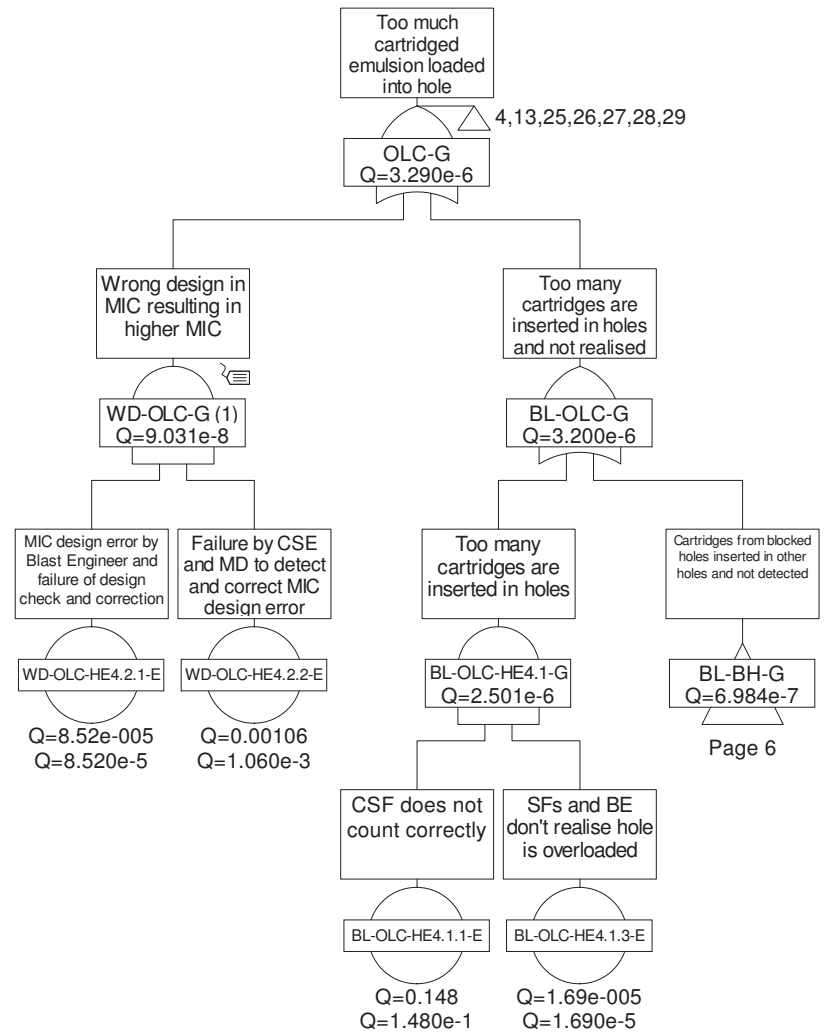 Too much
cartridged
emulsion loaded
into hole
4,13,25,26,27,28,29
OLC-G
Q=3.290e-6
Wrong design in
MIC resulting in
higher MIC
WD-OLC-G (1)
Q=9.031e-8
Too many
cartridges are
inserted in holes
and not realised
BL-OLC-G
Q=3.200e-6
MIC design error by
Blast Engineer and
failure of design
check and correction
WD-OLC-HE4.2.1-E
Q=8.52e-005
Q=8.520e-5
Failure by CSE
and MD to detect
and correct MIC
design error
WD-OLC-HE4.2.2-E
Q=0.00106
Q=1.060e-3
Too many
cartridges are
inserted in holes
BL-OLC-HE4.1-G
Q=2.501e-6
Cartridges from blocked
holes inserted in other
holes and not detected
BL-BH-G
Q=6.984e-7
Page 6
CSF does not
count correctly
BL-OLC-HE4.1.1-E
Q=0.148
Q=1.480e-1
SFs and BE
don't realise hole
is overloaded
BL-OLC-HE4.1.3-E
Q=1.69e-005
Q=1.690e-5